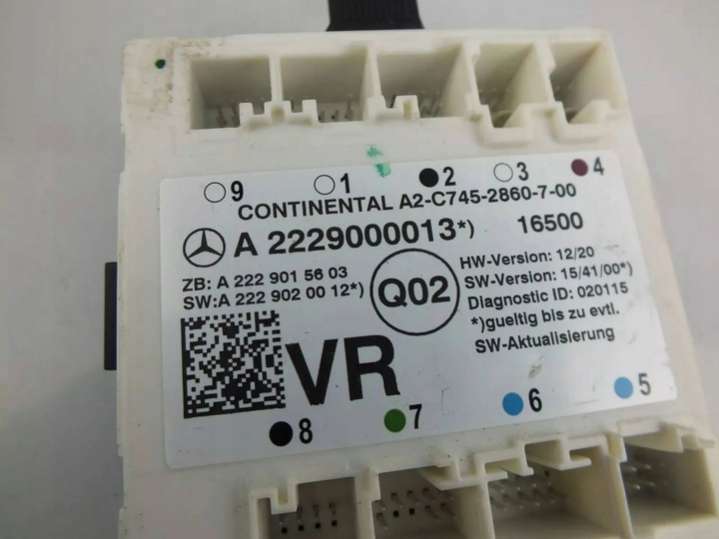 9 1 2 3 4
CONTINENTAL A2-C745-2860-7-00
A 2229000013*) 16500
ZB: A 222 901 56 03
SW:A 222 902 00 12*)
Q02
HW-Version: 12/20
SW-Version: 15/41/00*)
Diagnostic ID: 020115
*)gueltig bis zu evtl.
SW-Aktualisierung
VR
8 7 6 5